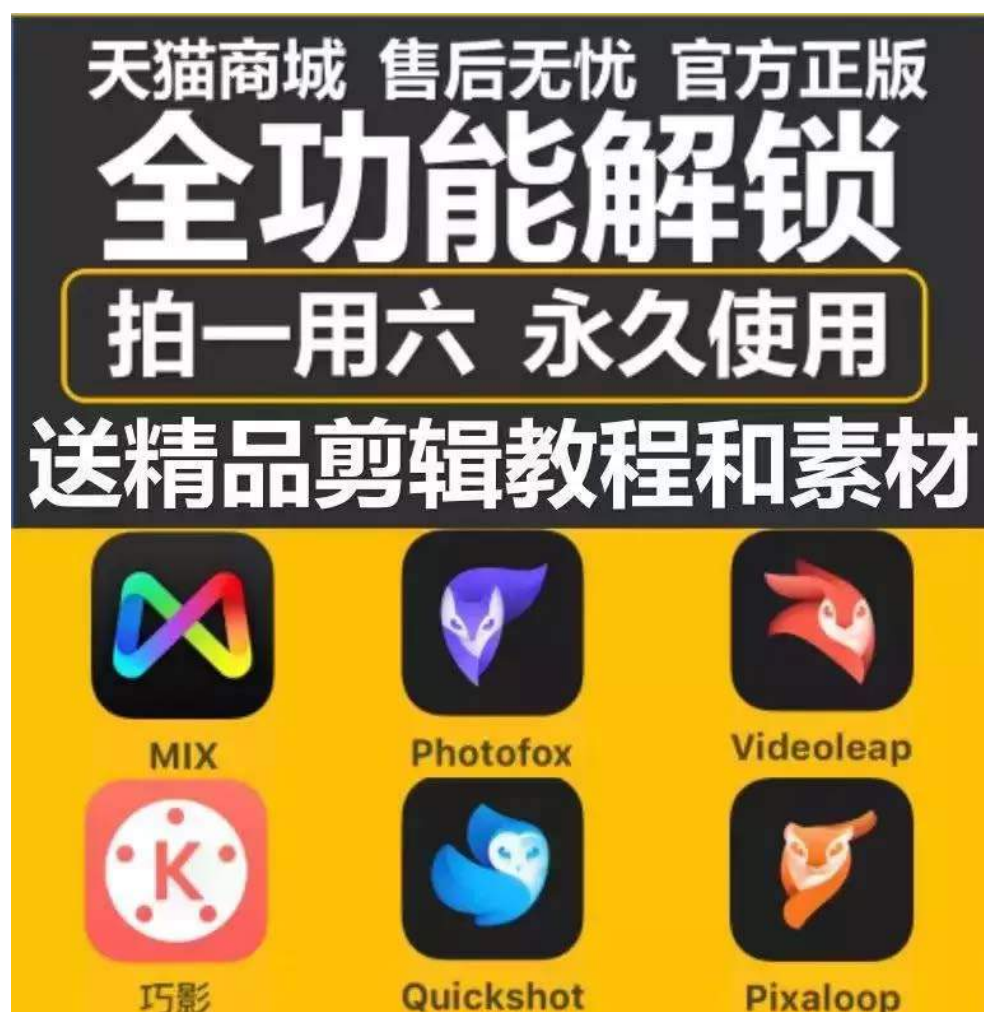 天猫商城 售后无忧 官方正版
全功能解锁
拍一用六 永久使用
送精品剪辑教程和素材
MIX Photofox Videoleap
K
巧影 Quickshot Pixaloop